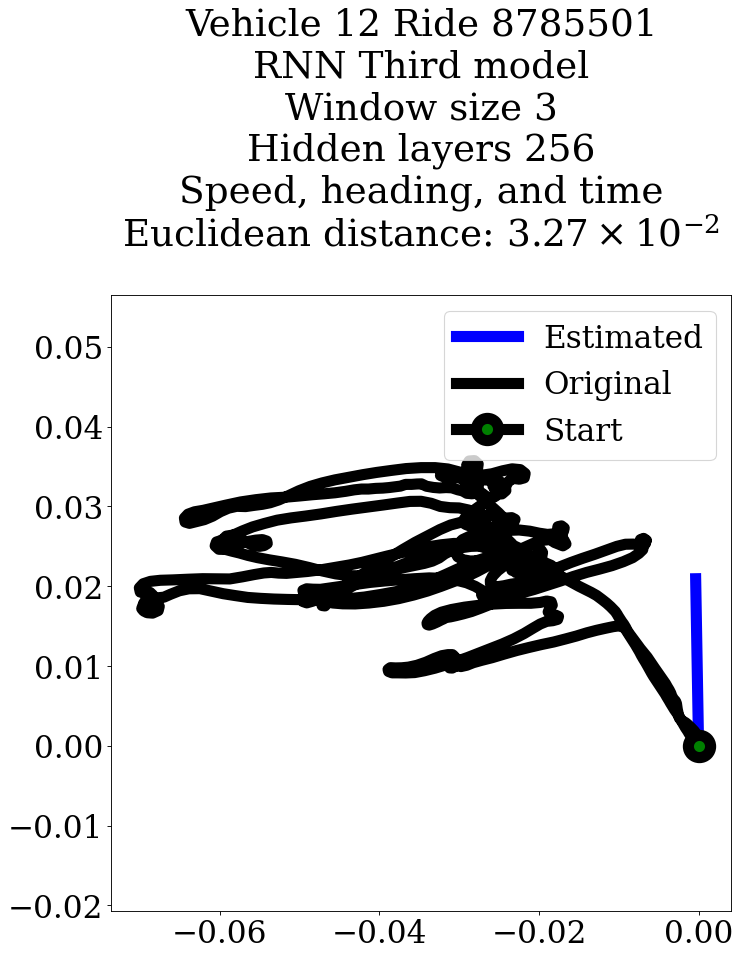 Vehicle 12 Ride 8785501
RNN Third model
Window size 3
Hidden layers 256
Speed, heading, and time
Euclidean distance: 3.27 × 10⁻²
Estimated
Original
Start
0.05
0.04
0.03
0.02
0.01
0.00
−0.01
−0.02
−0.06 −0.04 −0.02 0.00